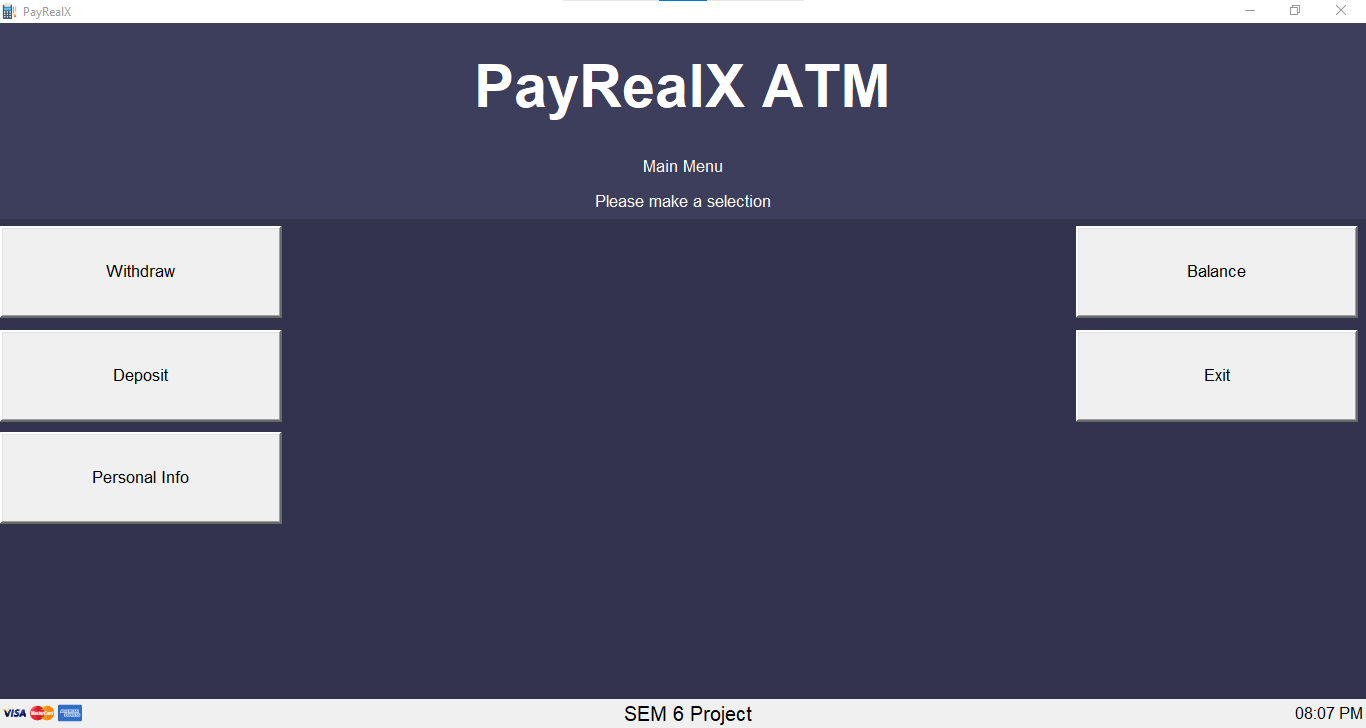 PayRealX
PayRealX ATM
Main Menu
Please make a selection
Withdraw
Balance
Deposit
Exit
Personal Info
VISA MasterCard
SEM 6 Project
08:07 PM